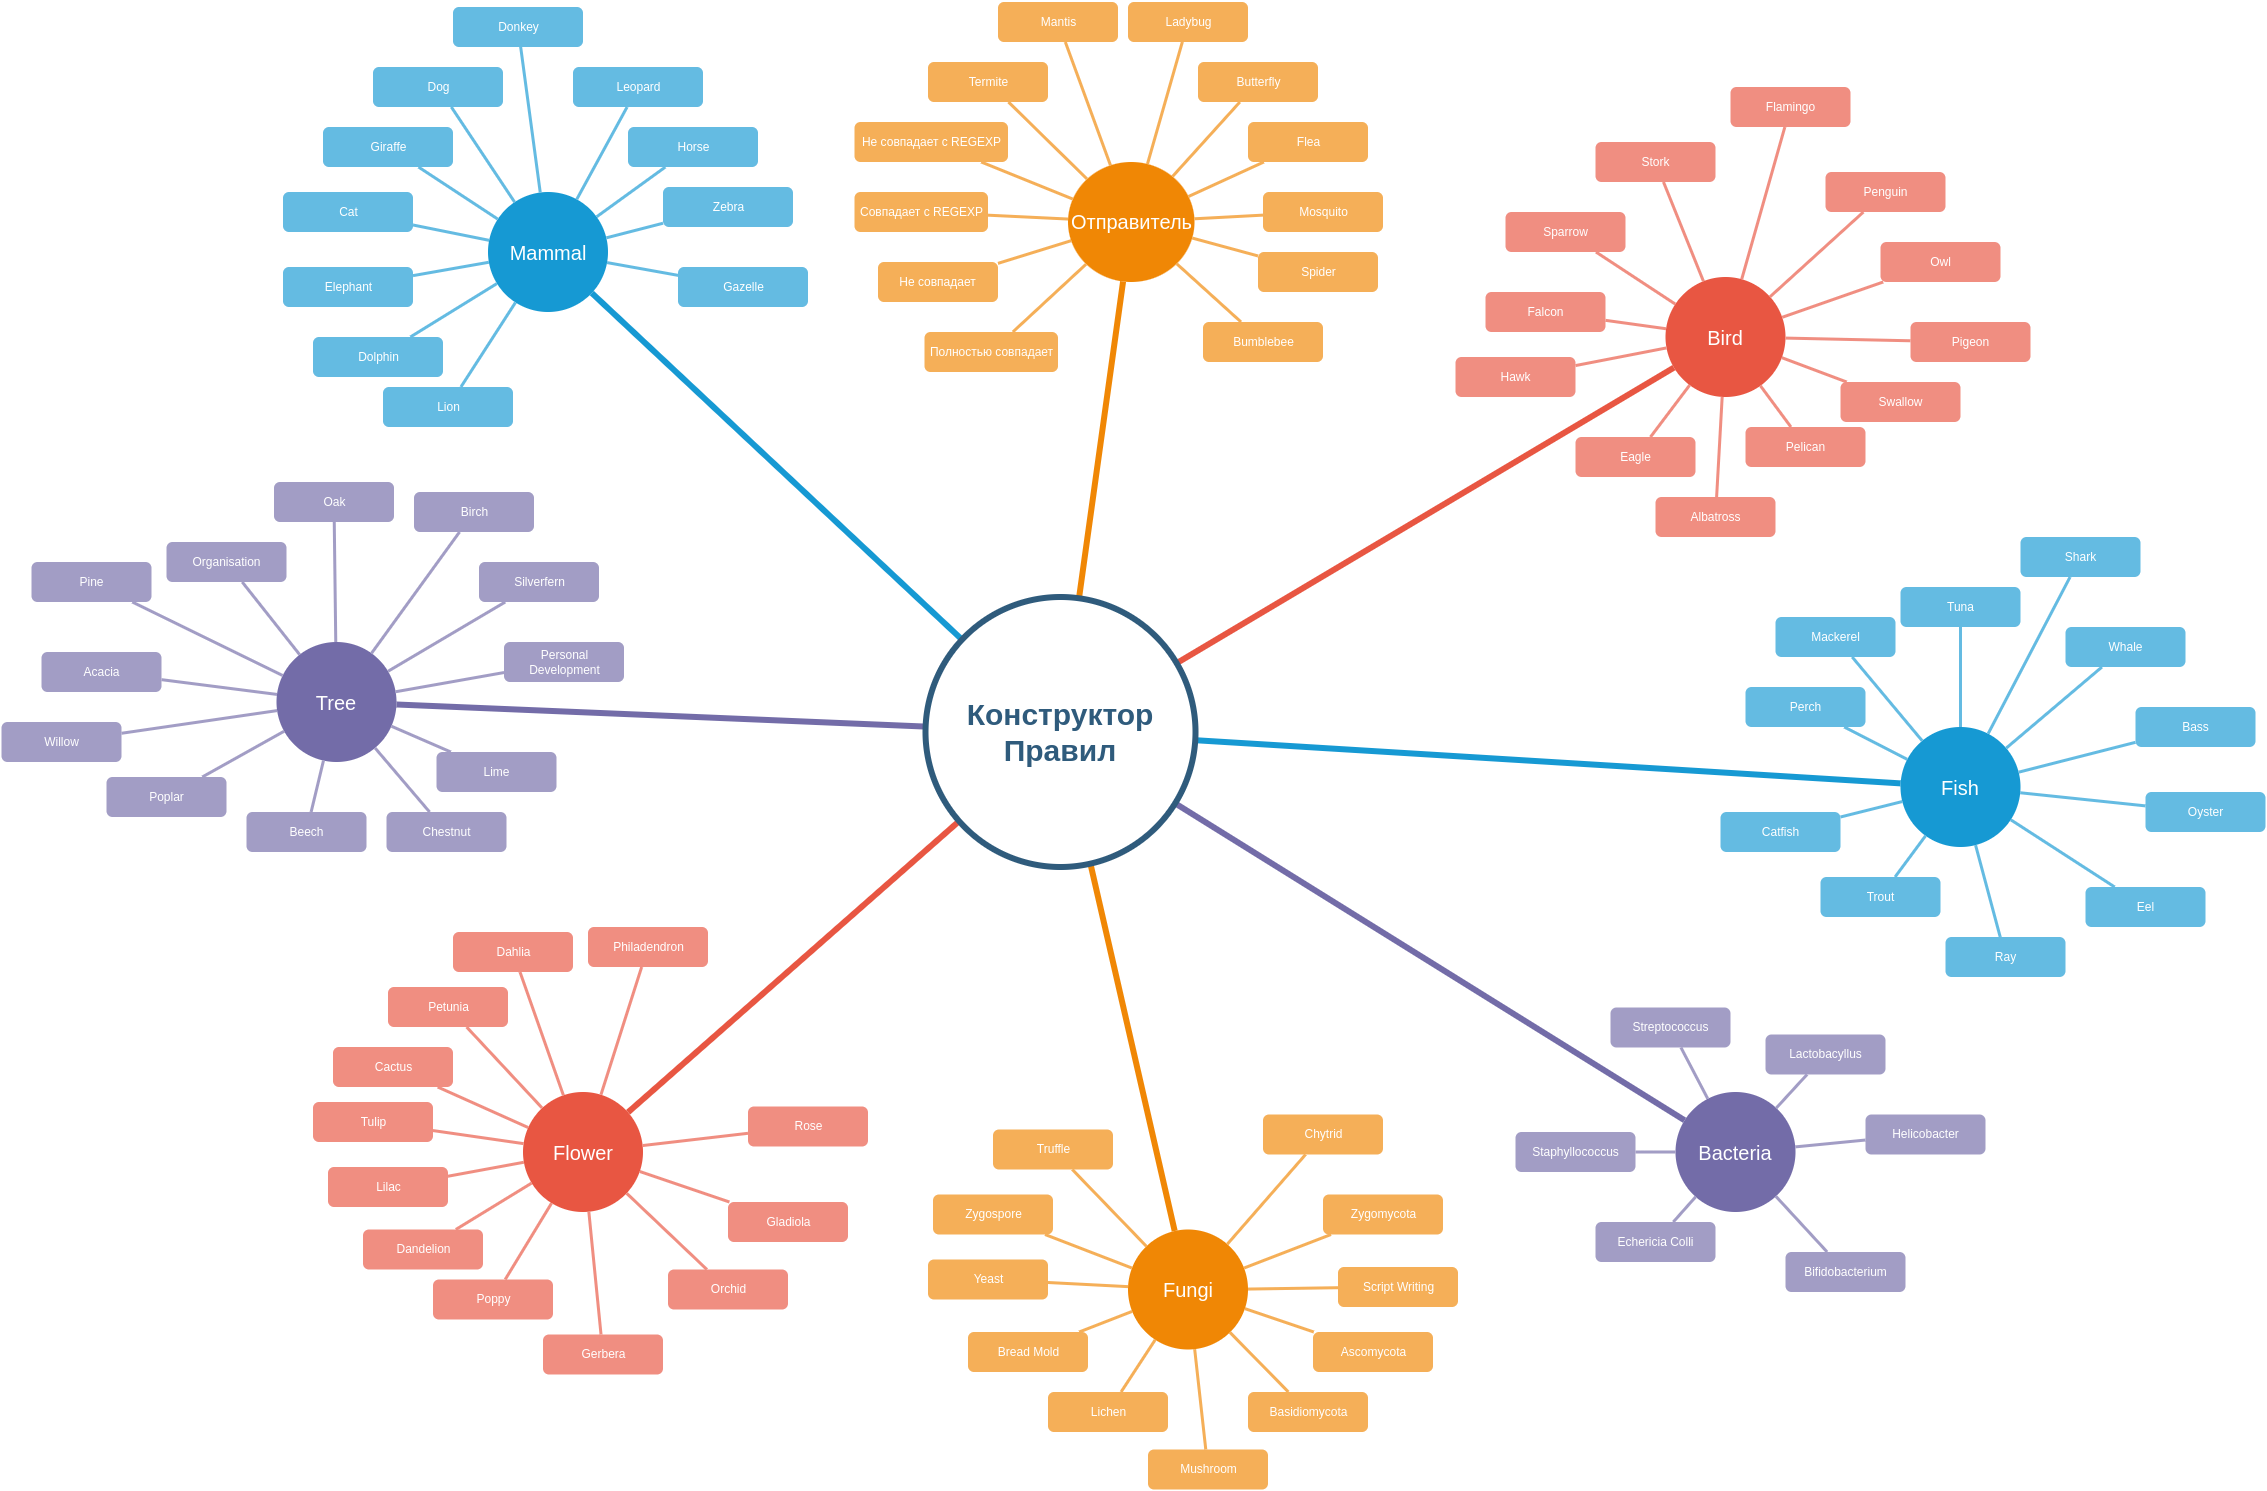 Donkey
Dog
Leopard
Giraffe
Horse
Cat
Zebra
Mammal
Elephant
Gazelle
Dolphin
Lion
Mantis
Ladybug
Termite
Butterfly
Не совпадает с REGEXP
Flea
Совпадает с REGEXP
Отправитель
Mosquito
Не совпадает
Spider
Полностью совпадает
Bumblebee
Flamingo
Stork
Penguin
Sparrow
Owl
Falcon
Bird
Pigeon
Hawk
Swallow
Eagle
Pelican
Albatross
Oak
Birch
Organisation
Pine
Silverfern
Personal
Development
Acacia
Tree
Willow
Lime
Poplar
Beech
Chestnut
Конструктор
Правил
Shark
Tuna
Mackerel
Whale
Perch
Bass
Fish
Catfish
Oyster
Trout
Eel
Ray
Dahlia
Philadendron
Petunia
Cactus
Tulip
Rose
Flower
Lilac
Gladiola
Dandelion
Poppy
Orchid
Gerbera
Truffle
Chytrid
Zygospore
Zygomycota
Yeast
Fungi
Script Writing
Bread Mold
Ascomycota
Lichen
Basidiomycota
Mushroom
Streptococcus
Lactobacyllus
Staphyllococcus
Bacteria
Helicobacter
Echericia Colli
Bifidobacterium